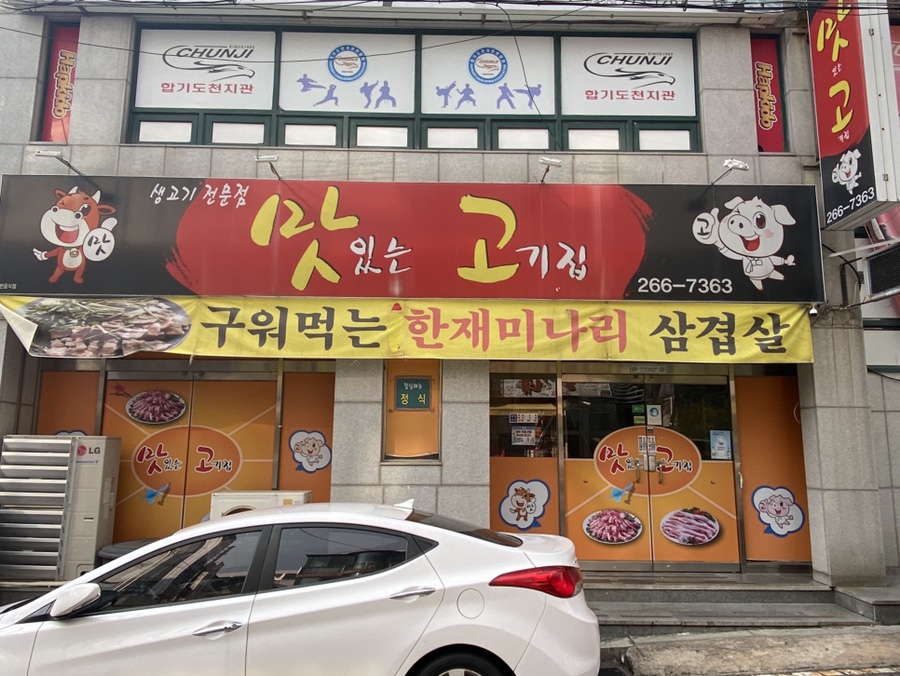 CHUNJI
SINCE 1980
합기도천지관
CHUNJI
합기도천지관
Hapkido
Hapkido
맛있는 고기집
266-7363
생고기 전문점
맛있는 고기집
맛
고
266-7363
구워먹는 한재미나리 삼겹살
정식
맛있는 고기집
맛있는 고기집
LG